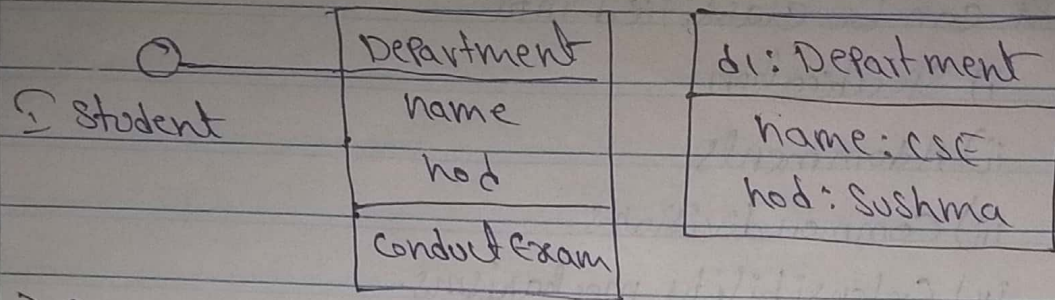 Department
name
hod
Conduct Exam
I Student
d1: Department
name: CSE
hod: Sushma